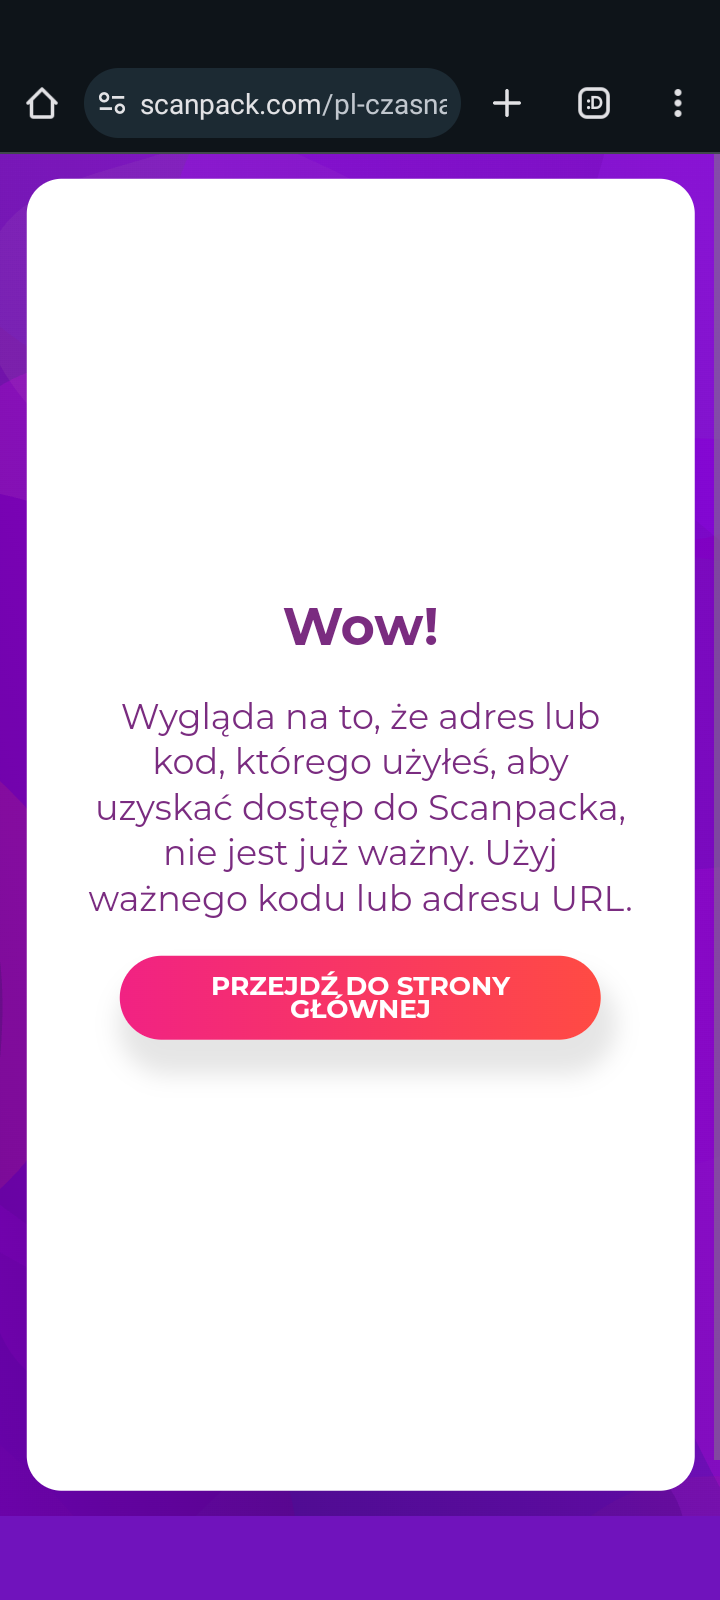 scanpack.com/pl-czasna
:D
Wow!
Wygląda na to, że adres lub
kod, którego użyłeś, aby
uzyskać dostęp do Scanpacka,
nie jest już ważny. Użyj
ważnego kodu lub adresu URL.
PRZEJDŹ DO STRONY
GŁÓWNEJ